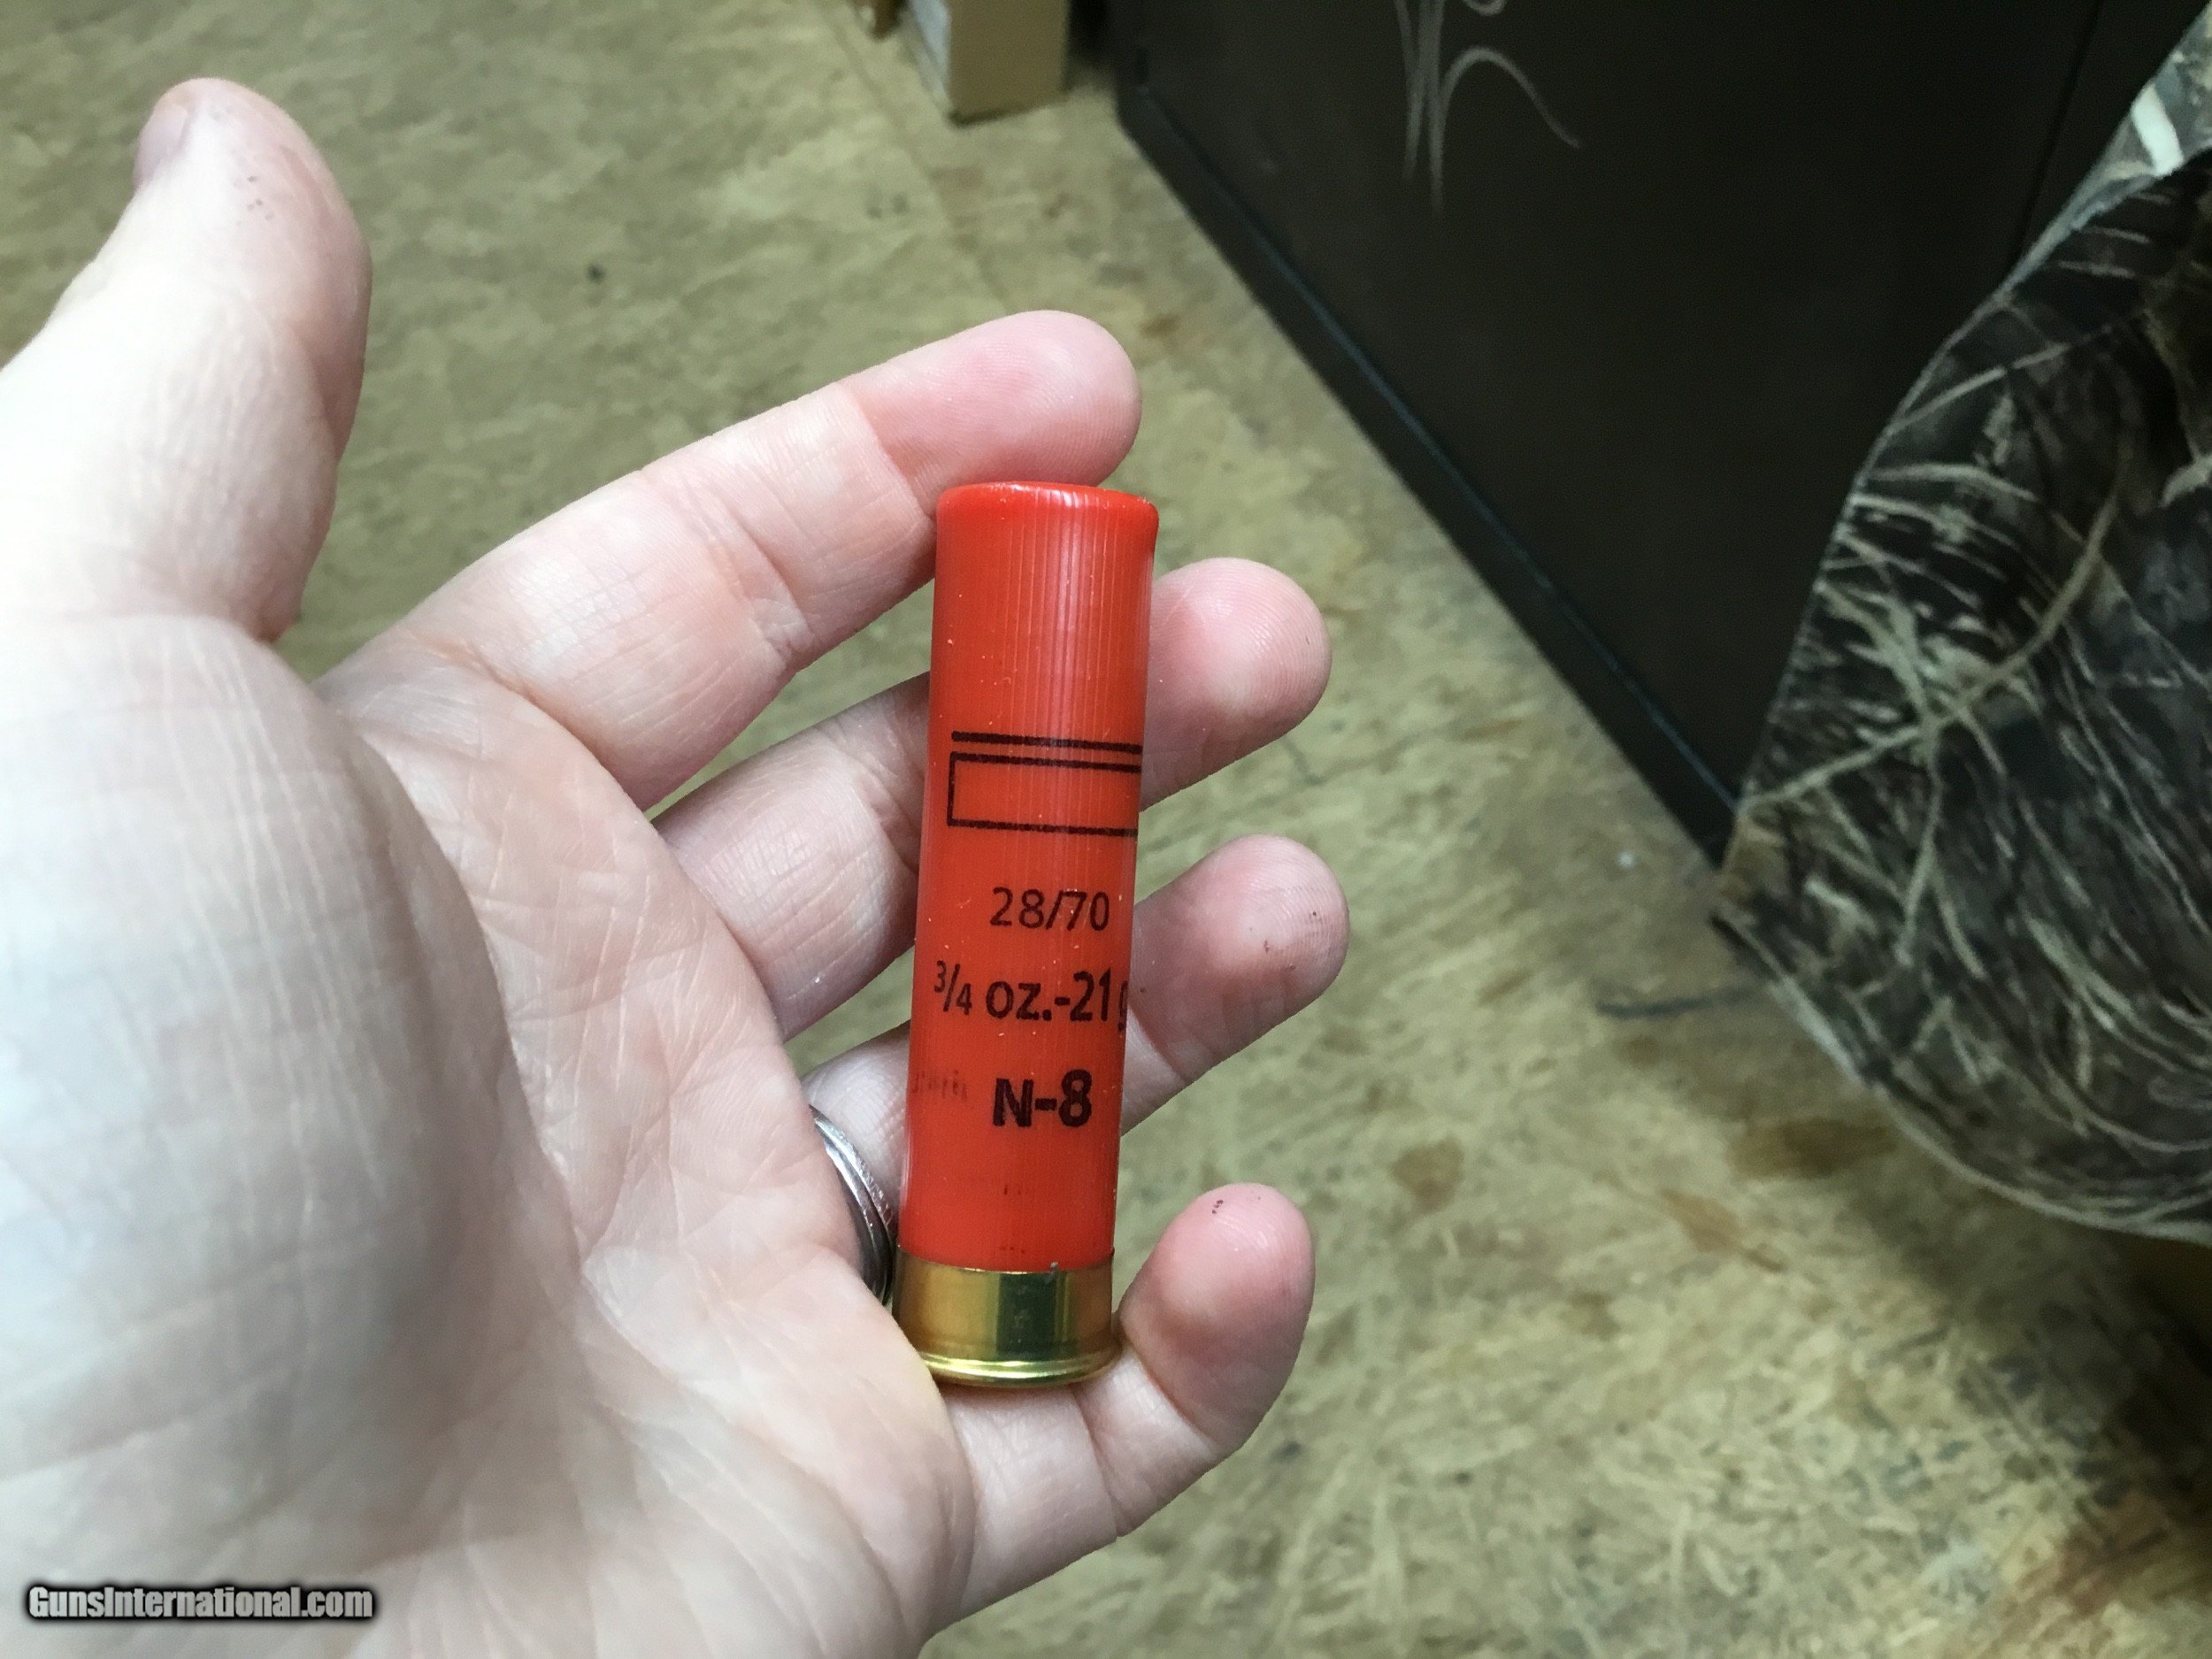 28/70
3/4 oz.-21
N-8
GunsInternational.com